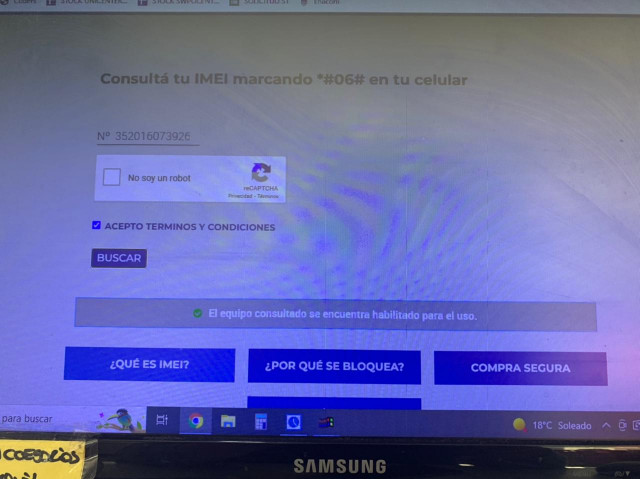 Consultá tu IMEI marcando *#06# en tu celular
Nº 352016073926
No soy un robot
reCAPTCHA
Privacidad - Términos
ACEPTO TERMINOS Y CONDICIONES
BUSCAR
El equipo consultado se encuentra habilitado para el uso.
¿QUÉ ES IMEI?
¿POR QUÉ SE BLOQUEA?
COMPRA SEGURA
para buscar
18°C Soleado
SAMSUNG